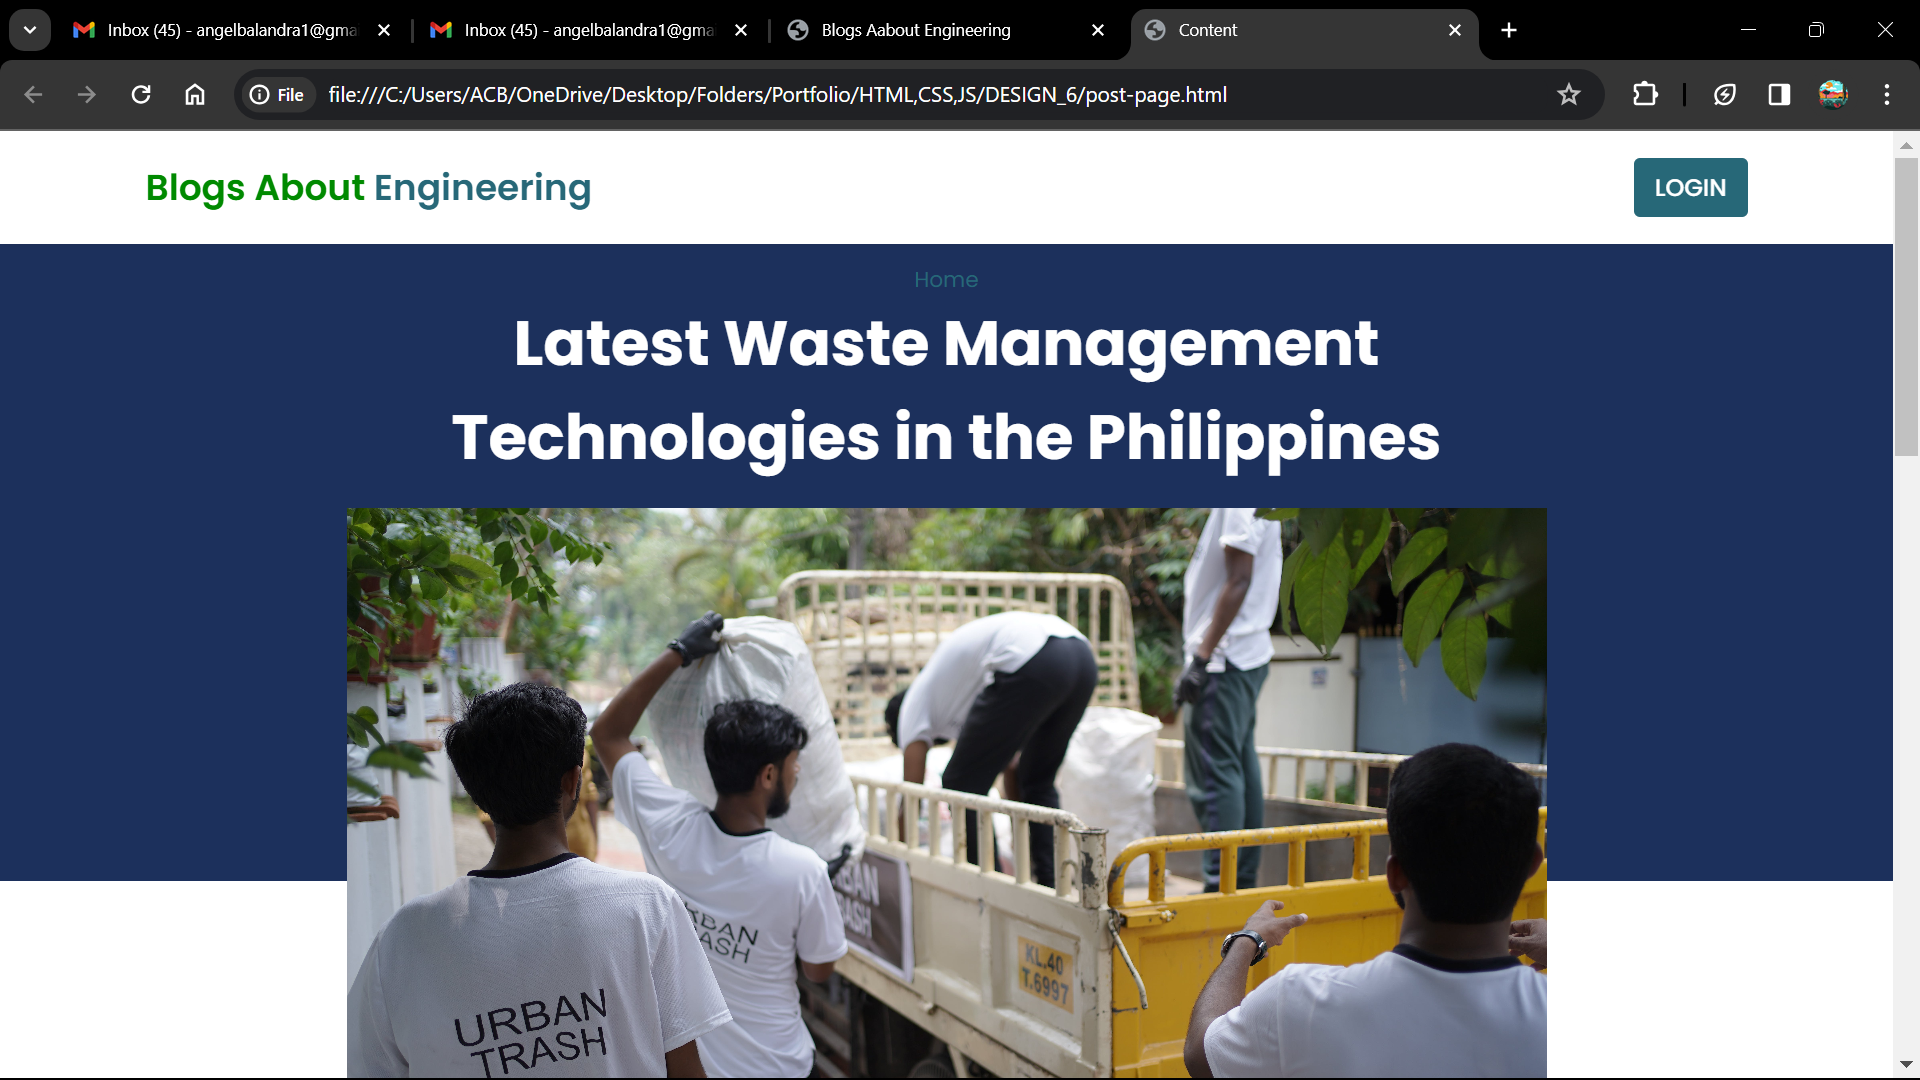 Inbox (45) - angelbalandra1@gma
Inbox (45) - angelbalandra1@gma
Blogs Aabout Engineering
Content
File
file:///C:/Users/ACB/OneDrive/Desktop/Folders/Portfolio/HTML,CSS,JS/DESIGN_6/post-page.html
Blogs About Engineering
LOGIN
Home
Latest Waste Management
Technologies in the Philippines
URBAN
TRASH
URBAN
TRASH
URBAN
TRASH
KL.40
T.6997